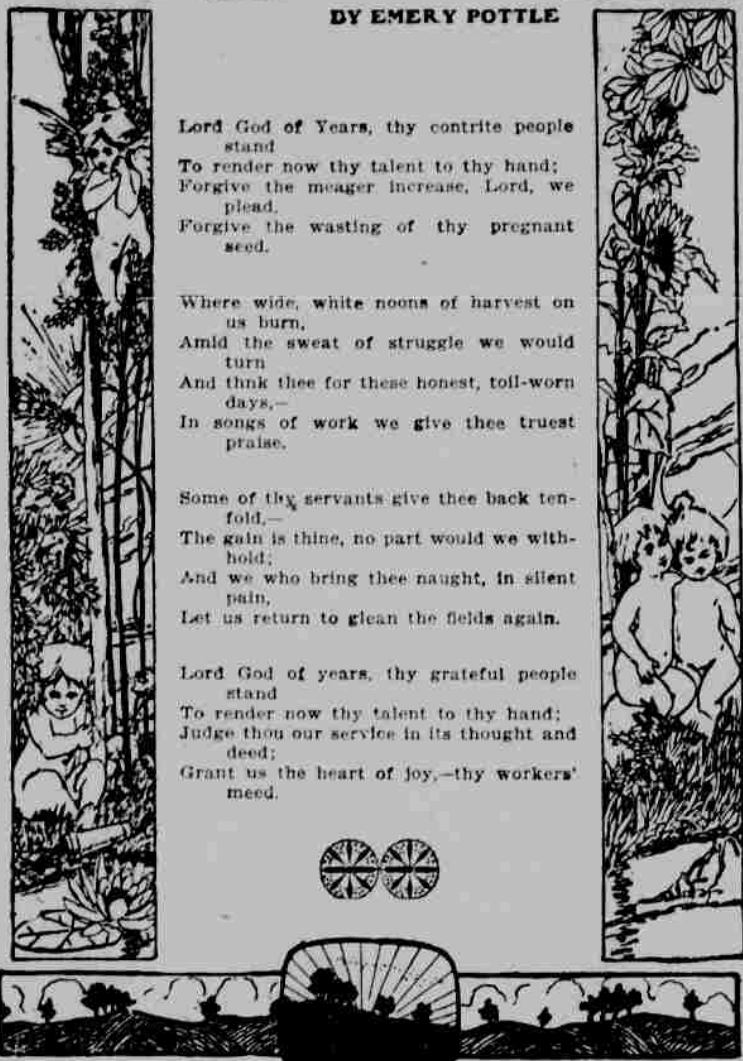 BY EMERY POTTLE
Lord God of Years, thy contrite people
stand
To render now thy talent to thy hand;
Forgive the meager increase, Lord, we
plead,
Forgive the wasting of thy pregnant
seed.
Where wide, white noons of harvest on
us burn,
Amid the sweat of struggle we would
turn
And thnk thee for these honest, toil-worn
days,—
In songs of work we give thee truest
praise.
Some of thy servants give thee back ten-
fold,—
The gain is thine, no part would we with-
hold;
And we who bring thee naught, in silent
pain,
Let us return to glean the fields again.
Lord God of years, thy grateful people
stand
To render now thy talent to thy hand;
Judge thou our service in its thought and
deed;
Grant us the heart of joy,—thy workers'
meed.